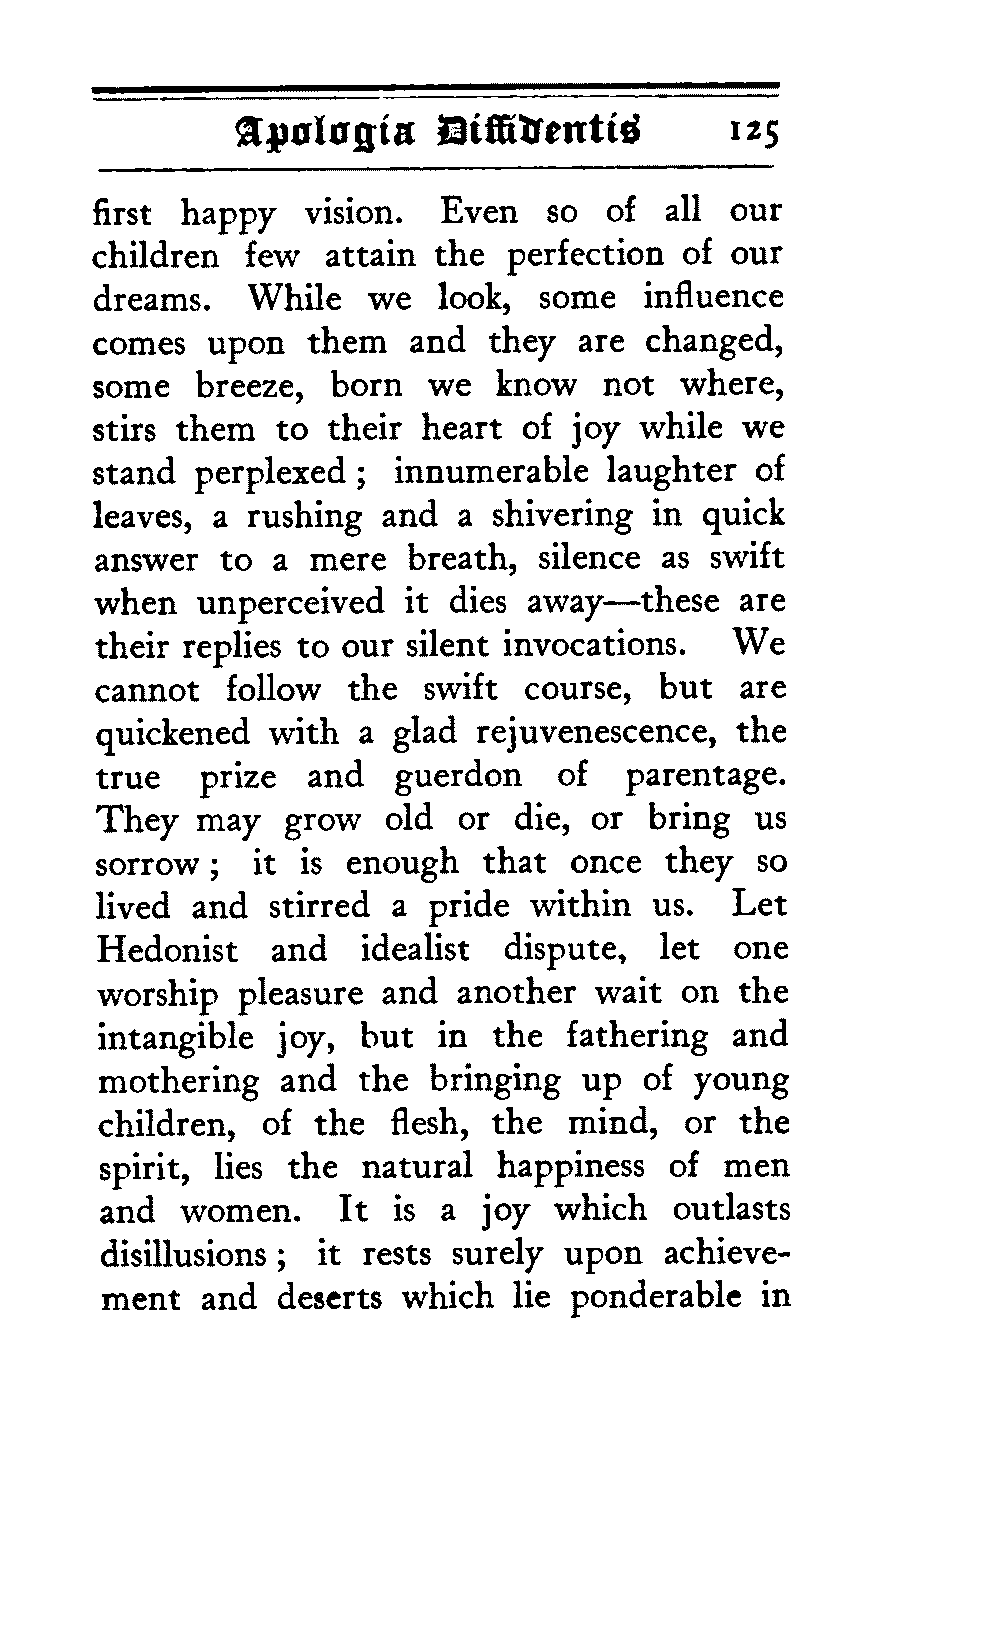 Apologia Diffidentis 125
first happy vision. Even so of all our
children few attain the perfection of our
dreams. While we look, some influence
comes upon them and they are changed,
some breeze, born we know not where,
stirs them to their heart of joy while we
stand perplexed ; innumerable laughter of
leaves, a rushing and a shivering in quick
answer to a mere breath, silence as swift
when unperceived it dies away—these are
their replies to our silent invocations. We
cannot follow the swift course, but are
quickened with a glad rejuvenescence, the
true prize and guerdon of parentage.
They may grow old or die, or bring us
sorrow ; it is enough that once they so
lived and stirred a pride within us. Let
Hedonist and idealist dispute, let one
worship pleasure and another wait on the
intangible joy, but in the fathering and
mothering and the bringing up of young
children, of the flesh, the mind, or the
spirit, lies the natural happiness of men
and women. It is a joy which outlasts
disillusions ; it rests surely upon achieve-
ment and deserts which lie ponderable in